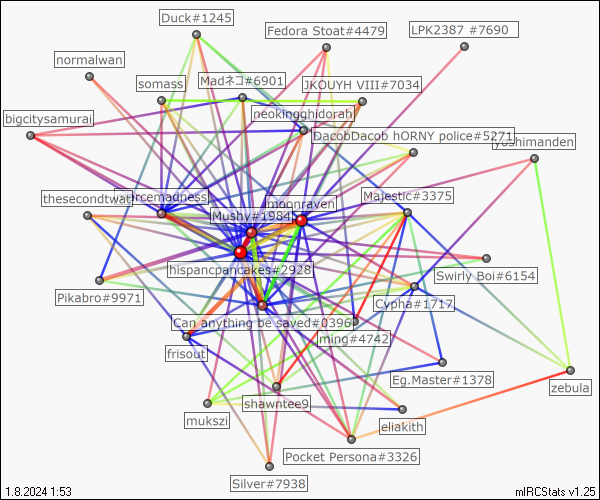 Duck#1245
Fedora Stoat#4479
LPK2387 #7690
normalwan
somass
Madネコ#6901
JKOUYH VIII#7034
neokingghidorah
bigcitysamurai
DacobDacob hORNY police#5271
yoshimanden
thesecondtwat
rcemadness
moonraven
Majestic#3375
Mushy#1984
hispancpancakes#2928
Swirly Boi#6154
Pikabro#9971
Cypha#1717
Can anything be saved#0396
ming#4742
frisout
Eg.Master#1378
zebula
shawntee9
mukszi
eliakith
Pocket Persona#3326
Silver#7938
1.8.2024 1:53
mIRCStats v1.25